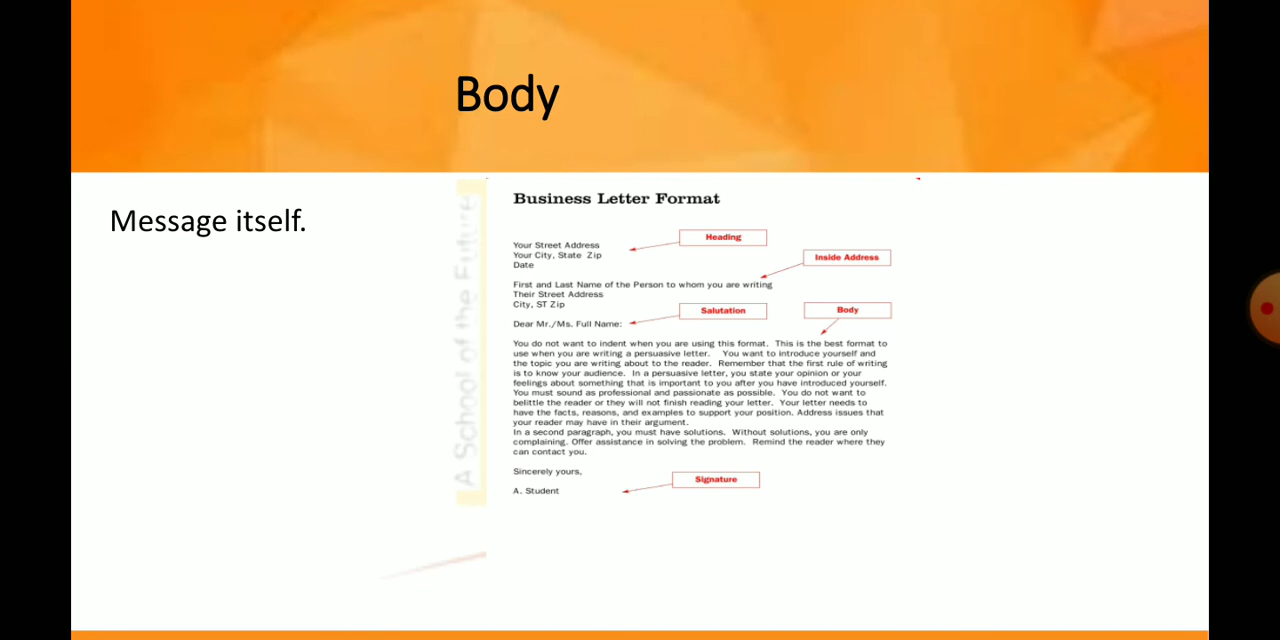 Body
Message itself.
A School of the Future
Business Letter Format
Heading
Your Street Address
Your City, State Zip
Date
Inside Address
First and Last Name of the Person to whom you are writing
Their Street Address
City, ST Zip
Salutation
Body
Dear Mr./Ms. Full Name:
You do not want to indent when you are using this format. This is the best format to
use when you are writing a persuasive letter. You want to introduce yourself and
the topic you are writing about to the reader. Remember that the first rule of writing
is to know your audience. In a persuasive letter, you state your opinion or your
feelings about something that is important to you after you have introduced yourself.
You must sound as professional and passionate as possible. You do not want to
belittle the reader or they will not finish reading your letter. Your letter needs to
have the facts, reasons, and examples to support your position. Address issues that
your reader may have in their argument.
In a second paragraph, you must have solutions. Without solutions, you are only
complaining. Offer assistance in solving the problem. Remind the reader where they
can contact you.
Sincerely yours,
Signature
A. Student